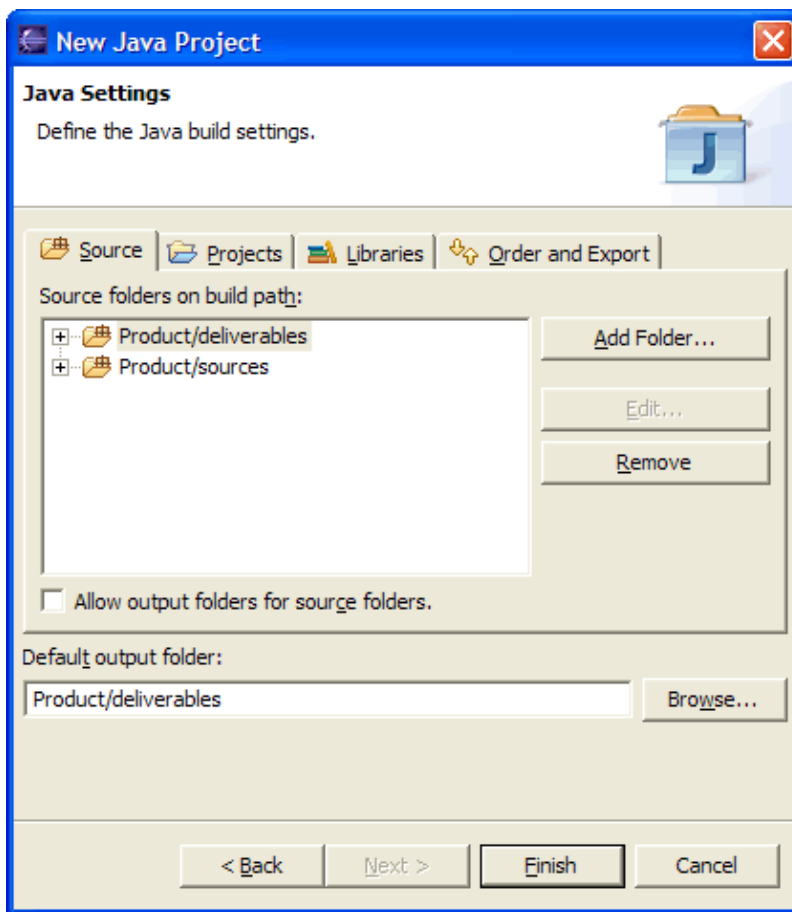 New Java Project
Java Settings
Define the Java build settings.
Source Projects Libraries Order and Export
Source folders on build path:
Product/deliverables
Add Folder...
Product/sources
Edit...
Remove
Allow output folders for source folders.
Default output folder:
Product/deliverables
Browse...
< Back Next > Finish Cancel